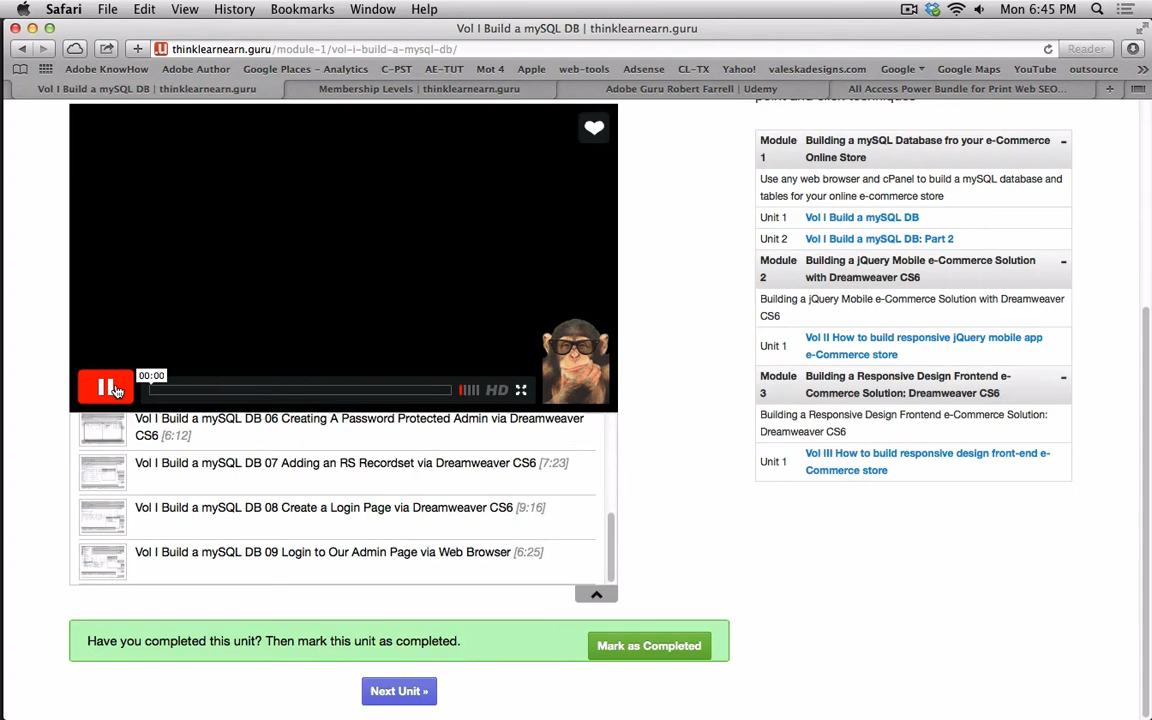 Safari File Edit View History Bookmarks Window Help Mon 6:45 PM
Vol I Build a mySQL DB | thinklearnearn.guru
thinklearnearn.guru/module-1/vol-i-build-a-mysql-db/ Reader
Adobe KnowHow Adobe Author Google Places - Analytics C-PST AE-TUT Mot 4 Apple web-tools Adsense CL-TX Yahoo! valeskadesigns.com Google Google Maps YouTube outsource
Vol I Build a mySQL DB | thinklearnearn.guru Membership Levels | thinklearnearn.guru Adobe Guru Robert Farrell | Udemy All Access Power Bundle for Print Web SEO...
00:00
HD
Vol I Build a mySQL DB 06 Creating A Password Protected Admin via Dreamweaver
CS6 [6:12]
Vol I Build a mySQL DB 07 Adding an RS Recordset via Dreamweaver CS6 [7:23]
Vol I Build a mySQL DB 08 Create a Login Page via Dreamweaver CS6 [9:16]
Vol I Build a mySQL DB 09 Login to Our Admin Page via Web Browser [6:25]
Have you completed this unit? Then mark this unit as completed. Mark as Completed
Next Unit »
point and click techniques
Module Building a mySQL Database fro your e-Commerce –
1 Online Store
Use any web browser and cPanel to build a mySQL database and
tables for your online e-commerce store
Unit 1 Vol I Build a mySQL DB
Unit 2 Vol I Build a mySQL DB: Part 2
Module Building a jQuery Mobile e-Commerce Solution –
2 with Dreamweaver CS6
Building a jQuery Mobile e-Commerce Solution with Dreamweaver
CS6
Unit 1 Vol II How to build responsive jQuery mobile app
e-Commerce store
Module Building a Responsive Design Frontend e- –
3 Commerce Solution: Dreamweaver CS6
Building a Responsive Design Frontend e-Commerce Solution:
Dreamweaver CS6
Unit 1 Vol III How to build responsive design front-end e-
Commerce store